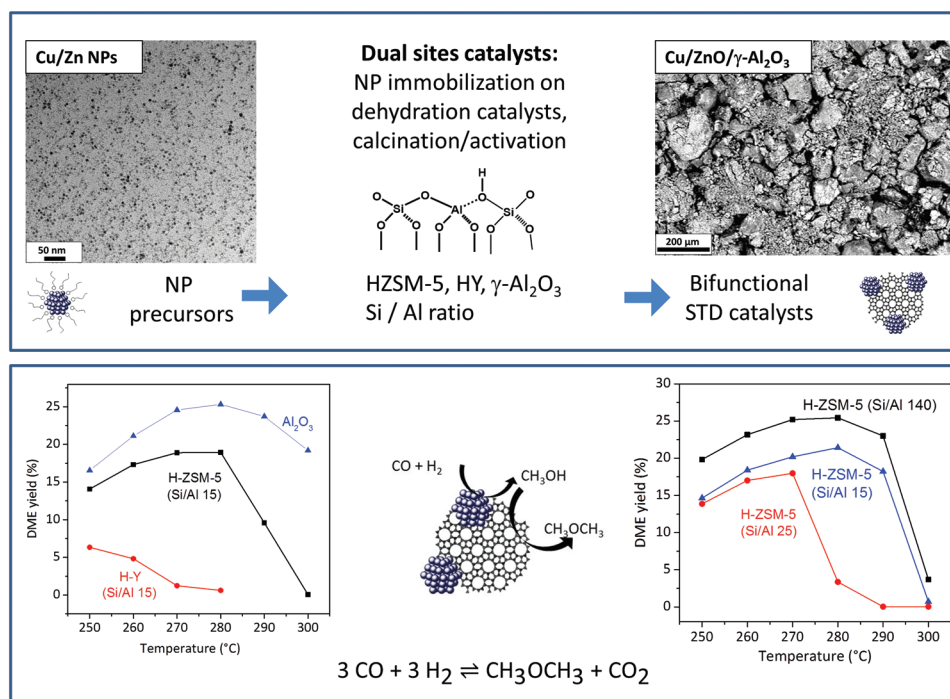 Cu/Zn NPs
50 nm
NP
precursors
Dual sites catalysts:
NP immobilization on
dehydration catalysts,
calcination/activation
H
O
O
O
O
Si
Al
Si
O
O
O
O
O
O
HZSM-5, HY, γ-Al₂O₃
Si / Al ratio
Cu/ZnO/γ-Al₂O₃
200 µm
Bifunctional
STD catalysts
DME yield (%)
25
20
15
10
5
0
Al₂O₃
H-ZSM-5
(Si/Al 15)
H-Y
(Si/Al 15)
250 260 270 280 290 300
Temperature (°C)
CO + H₂
CH₃OH
CH₃OCH₃
DME yield (%)
30
25
20
15
10
5
0
H-ZSM-5 (Si/Al 140)
H-ZSM-5
(Si/Al 15)
H-ZSM-5
(Si/Al 25)
250 260 270 280 290 300
Temperature (°C)
3 CO + 3 H₂ ⇌ CH₃OCH₃ + CO₂